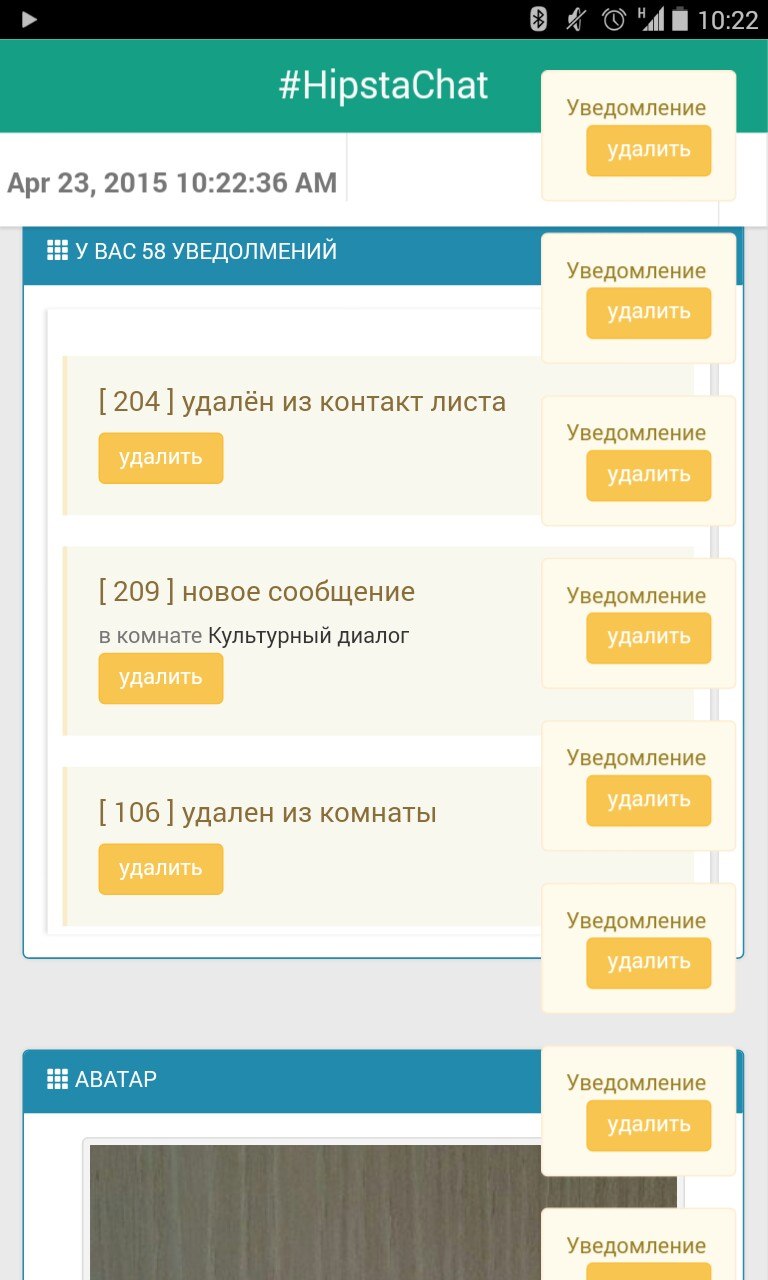 H
10:22
#HipstaChat
Apr 23, 2015 10:22:36 AM
У ВАС 58 УВЕДОЛМЕНИЙ
[ 204 ] удалён из контакт листа
удалить
[ 209 ] новое сообщение
в комнате Культурный диалог
удалить
[ 106 ] удален из комнаты
удалить
АВАТАР
Уведомление
удалить
Уведомление
удалить
Уведомление
удалить
Уведомление
удалить
Уведомление
удалить
Уведомление
удалить
Уведомление
удалить
Уведомление